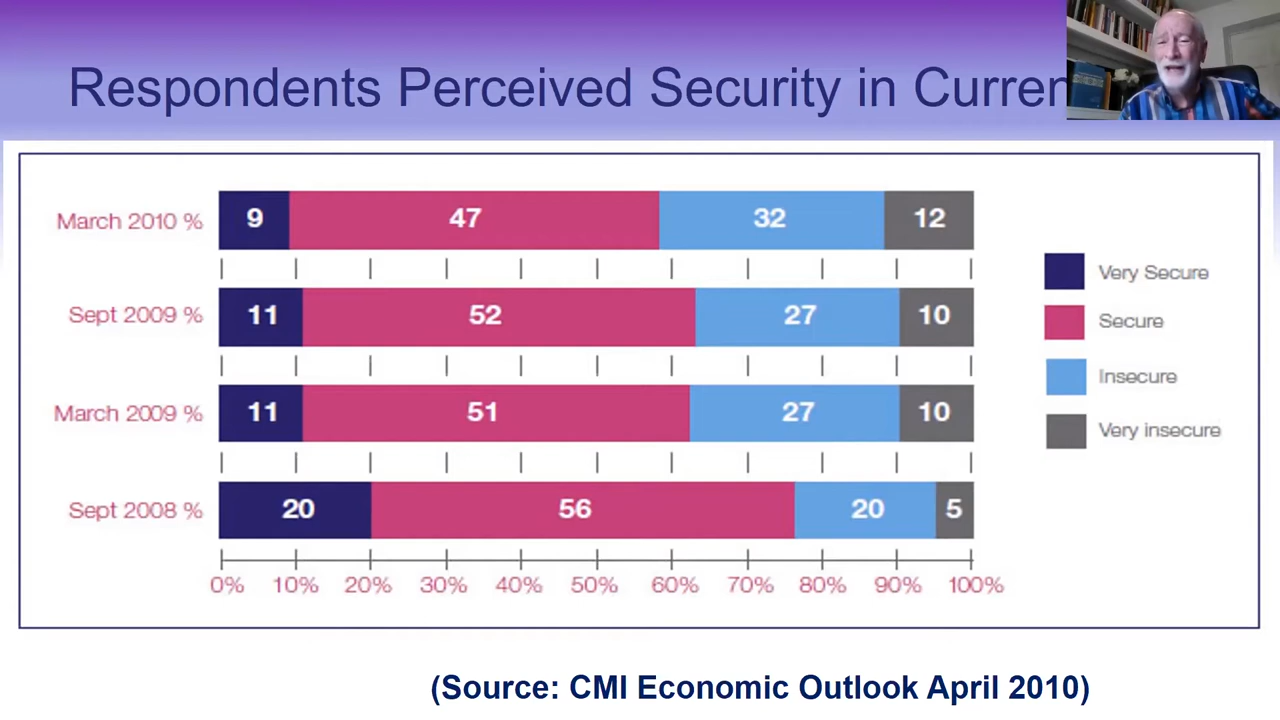 Respondents Perceived Security in Curren
March 2010 % 9 47 32 12
Very Secure
Sept 2009 % 11 52 27 10
Secure
Insecure
March 2009 % 11 51 27 10
Very insecure
Sept 2008 % 20 56 20 5
0% 10% 20% 30% 40% 50% 60% 70% 80% 90% 100%
(Source: CMI Economic Outlook April 2010)